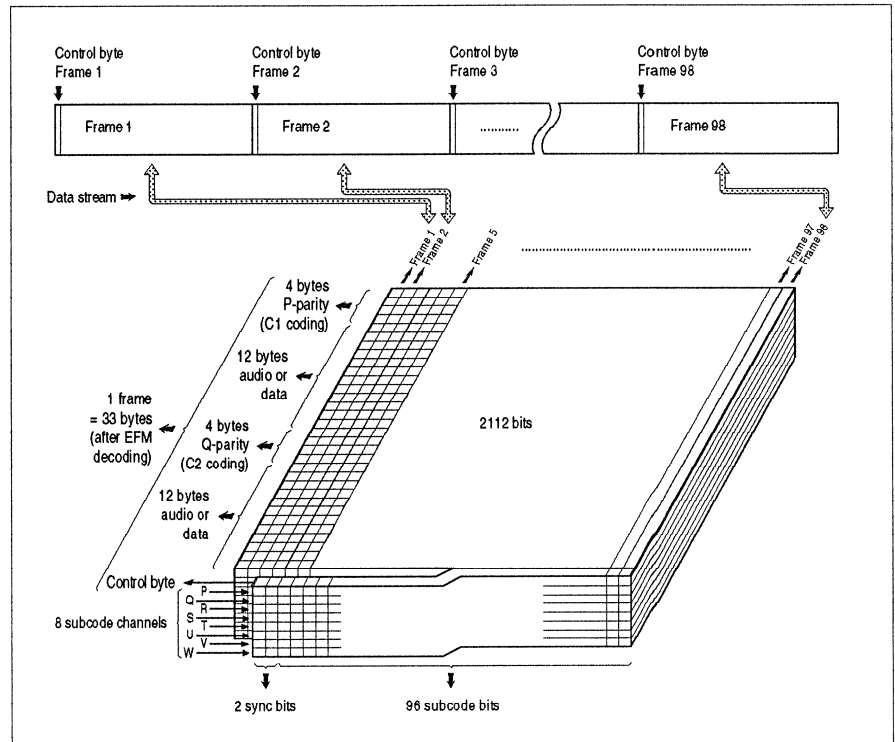 Control byte
Frame 1
Control byte
Frame 2
Control byte
Frame 3
Control byte
Frame 98
Frame 1
Frame 2
...........
Frame 98
Data stream
Frame 1
Frame 2
Frame 5
Frame 97
Frame 98
4 bytes
P-parity
(C1 coding)
12 bytes
audio or
data
1 frame
= 33 bytes
(after EFM
decoding)
4 bytes
Q-parity
(C2 coding)
12 bytes
audio or
data
2112 bits
Control byte
8 subcode channels
P
Q
R
S
T
U
V
W
2 sync bits
96 subcode bits